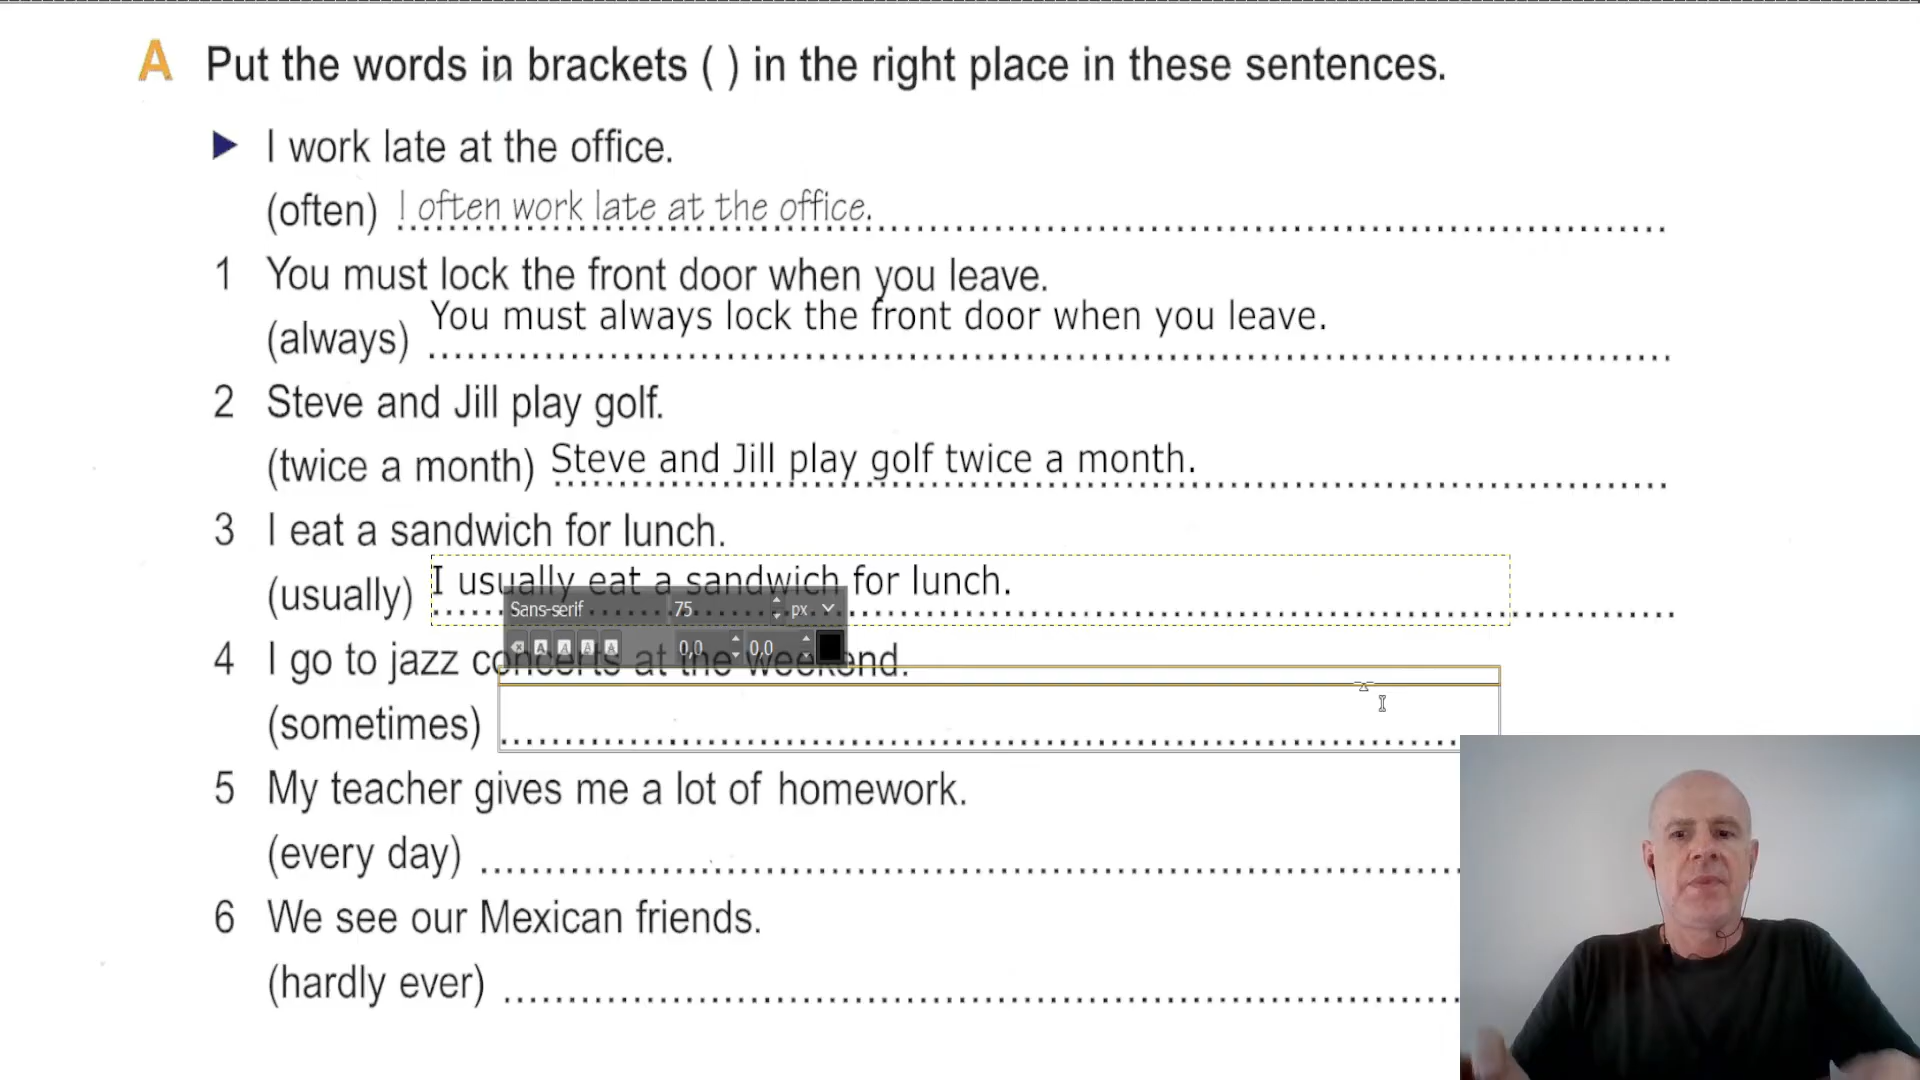 A Put the words in brackets ( ) in the right place in these sentences.
I work late at the office.
(often) I often work late at the office.
1 You must lock the front door when you leave.
(always) You must always lock the front door when you leave.
2 Steve and Jill play golf.
(twice a month) Steve and Jill play golf twice a month.
3 I eat a sandwich for lunch.
(usually) I usually eat a sandwich for lunch.
Sans-serif 75 px
0,0 0,0
4 I go to jazz concerts at the weekend.
(sometimes)
5 My teacher gives me a lot of homework.
(every day)
6 We see our Mexican friends.
(hardly ever)